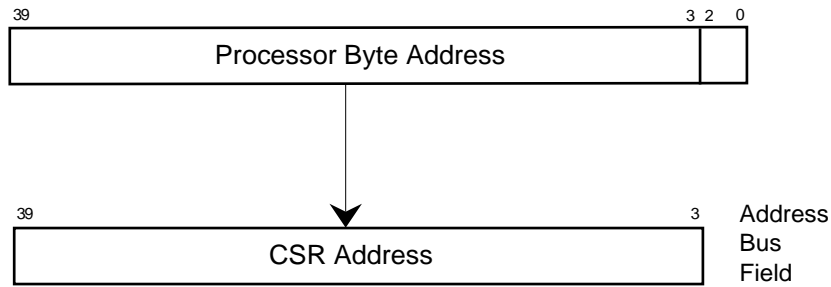 39 3 2 0
Processor Byte Address
39 3
CSR Address
Address
Bus
Field